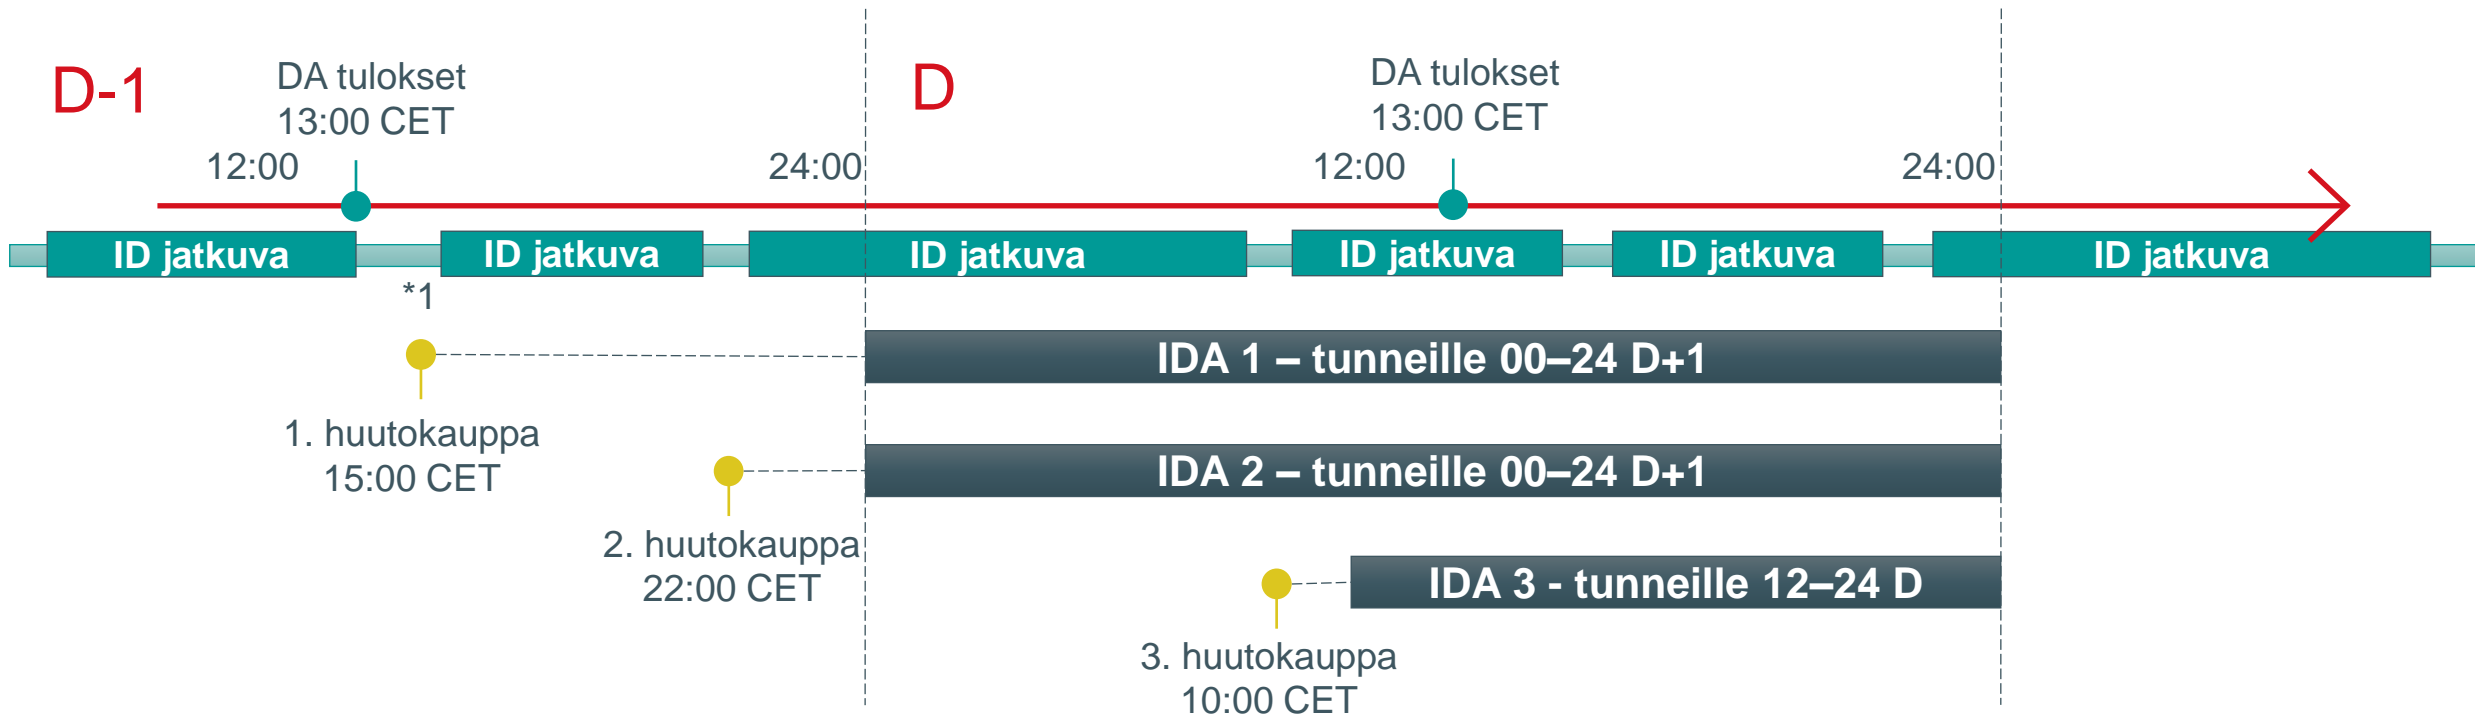 D-1
DA tulokset
13:00 CET
D
DA tulokset
13:00 CET
12:00
24:00
12:00
24:00
ID jatkuva
ID jatkuva
ID jatkuva
ID jatkuva
ID jatkuva
ID jatkuva
*1
IDA 1 – tunneille 00–24 D+1
1. huutokauppa
15:00 CET
IDA 2 – tunneille 00–24 D+1
2. huutokauppa
22:00 CET
IDA 3 - tunneille 12–24 D
3. huutokauppa
10:00 CET